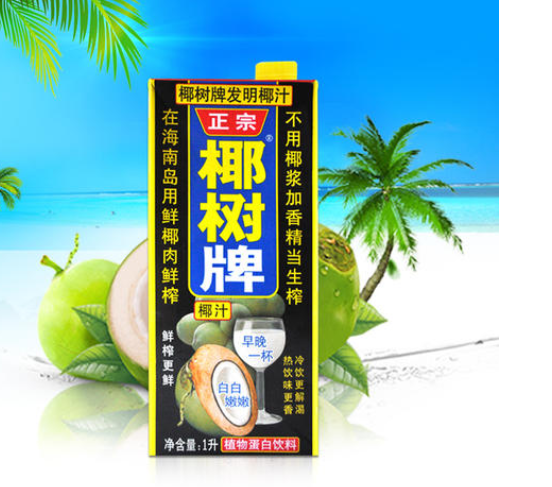 椰树牌发明椰汁
正宗
在海南岛用鲜椰肉鲜榨
椰树牌
®
不用椰浆加香精当生榨
椰汁
鲜榨更鲜
早晚
一杯
白白
嫩嫩
冷饮更解渴
热饮味更香
净含量:1升
植物蛋白饮料